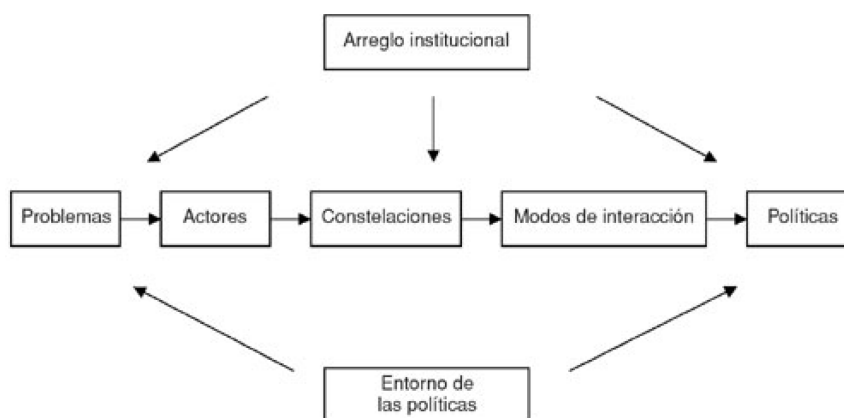 Arreglo institucional
Problemas
Actores
Constelaciones
Modos de interacción
Políticas
Entorno de
las políticas